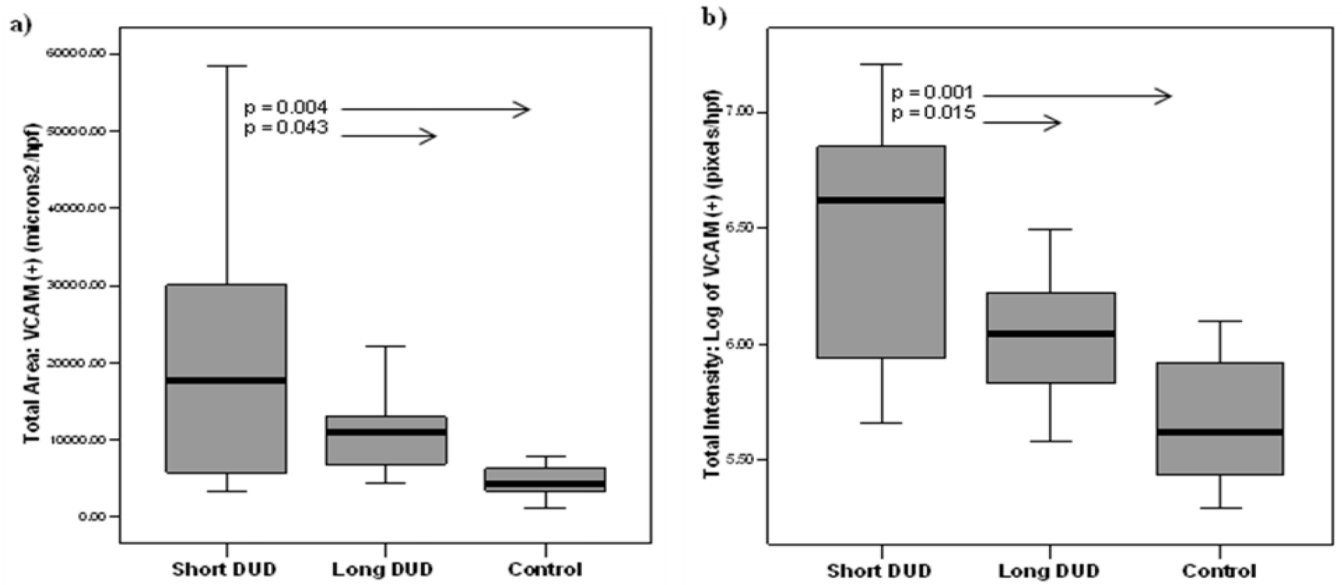 a)
Total Area: VCAM (+) (microns2/hpf)
60000.00
50000.00
40000.00
30000.00
20000.00
10000.00
0.00
p = 0.004
p = 0.043
Short DUD
Long DUD
Control
b)
Total Intensity: Log of VCAM (+) (pixels/hpf)
7.00
6.50
6.00
5.50
p = 0.001
p = 0.015
Short DUD
Long DUD
Control